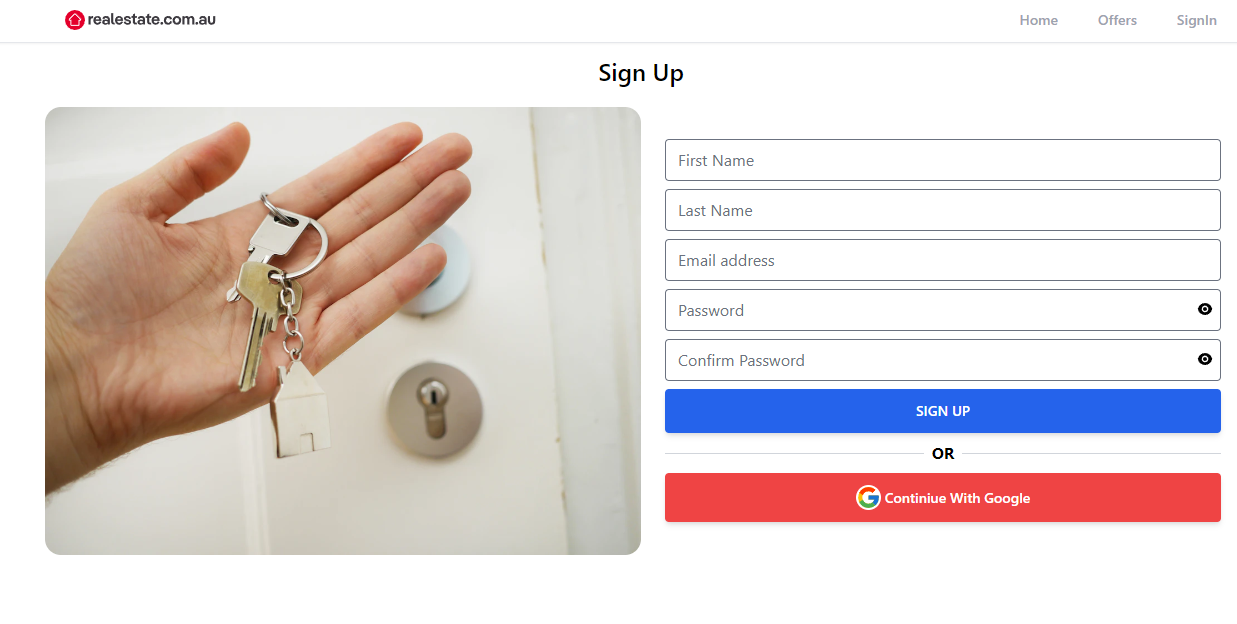 realestate.com.au
Home Offers SignIn
Sign Up
First Name
Last Name
Email address
Password
Confirm Password
SIGN UP
OR
Continiue With Google